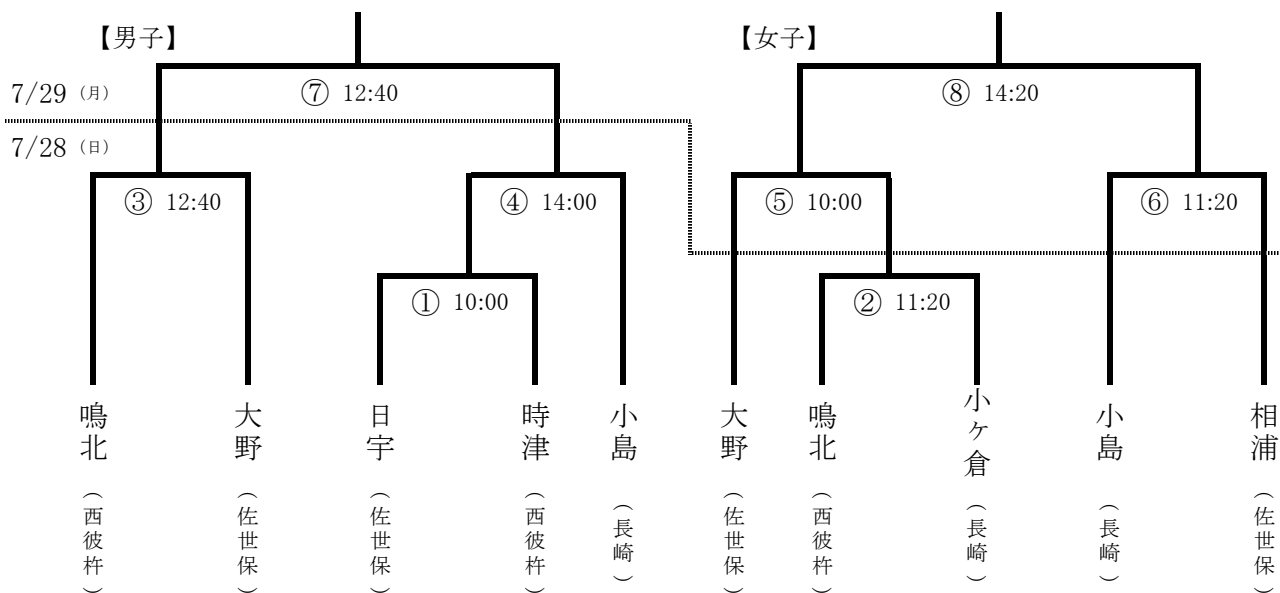 【男子】
【女子】
7/29 (月)
⑦ 12:40
⑧ 14:20
7/28 (日)
③ 12:40
④ 14:00
⑤ 10:00
⑥ 11:20
① 10:00
② 11:20
鳴北(西彼杵)
大野(佐世保)
日宇(佐世保)
時津(西彼杵)
小島(長崎)
大野(佐世保)
鳴北(西彼杵)
小ヶ倉(長崎)
小島(長崎)
相浦(佐世保)